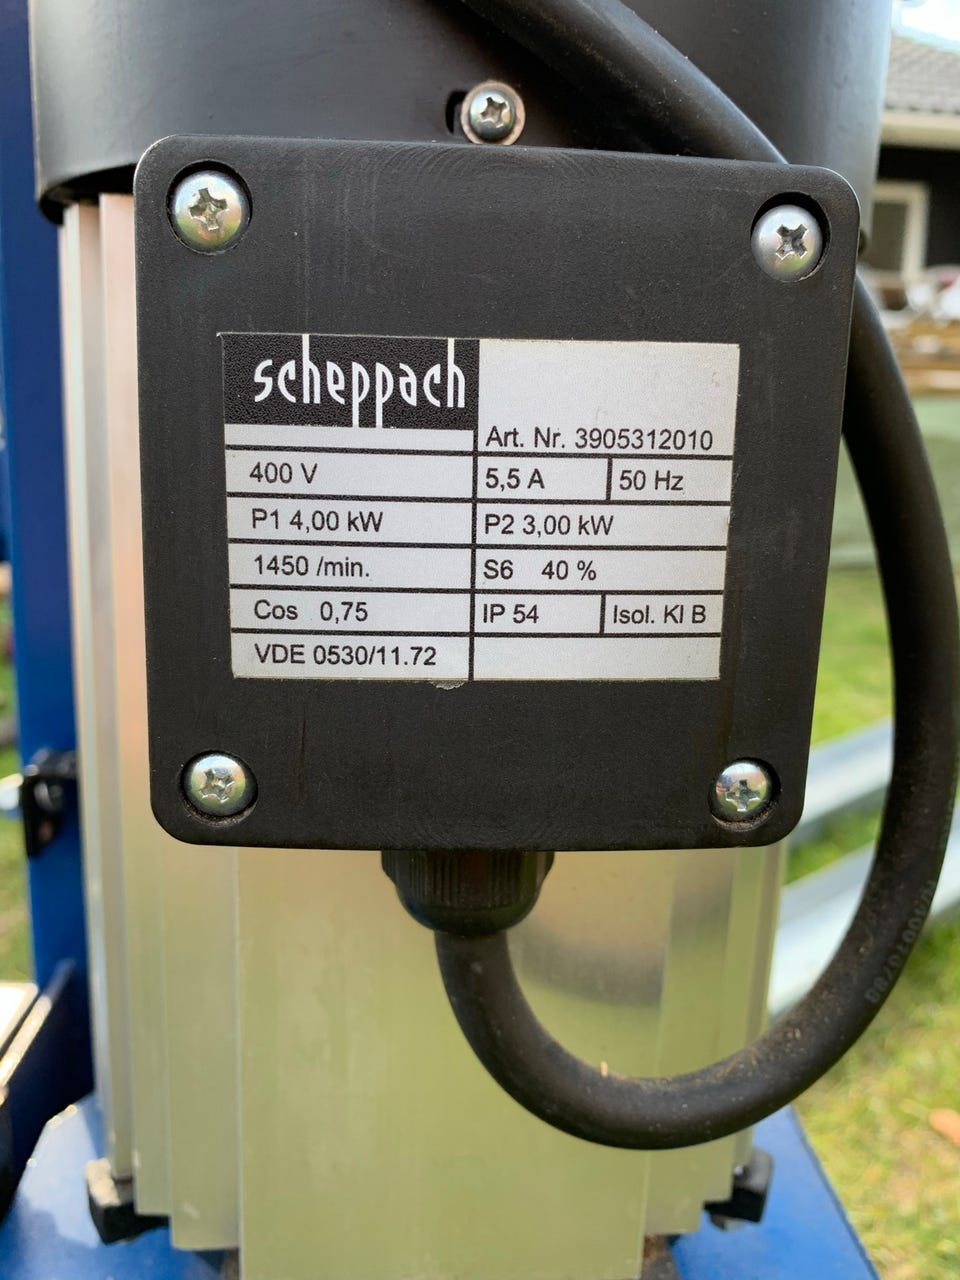 scheppach
Art. Nr. 3905312010
400 V
5,5 A
50 Hz
P1 4,00 kW
P2 3,00 kW
1450 /min.
S6 40 %
Cos 0,75
IP 54
Isol. Kl B
VDE 0530/11.72